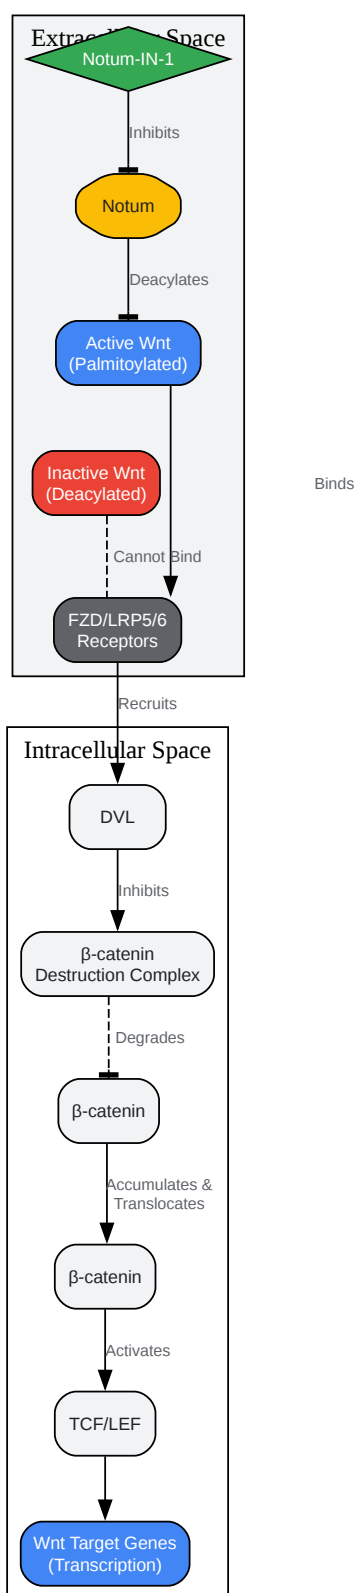 Extracellular Space
Notum-IN-1
Inhibits
Notum
Deacylates
Active Wnt
(Palmitoylated)
Inactive Wnt
(Deacylated)
Binds
Cannot Bind
FZD/LRP5/6
Receptors
Recruits
Intracellular Space
DVL
Inhibits
β-catenin
Destruction Complex
Degrades
β-catenin
Accumulates &
Translocates
β-catenin
Activates
TCF/LEF
Wnt Target Genes
(Transcription)